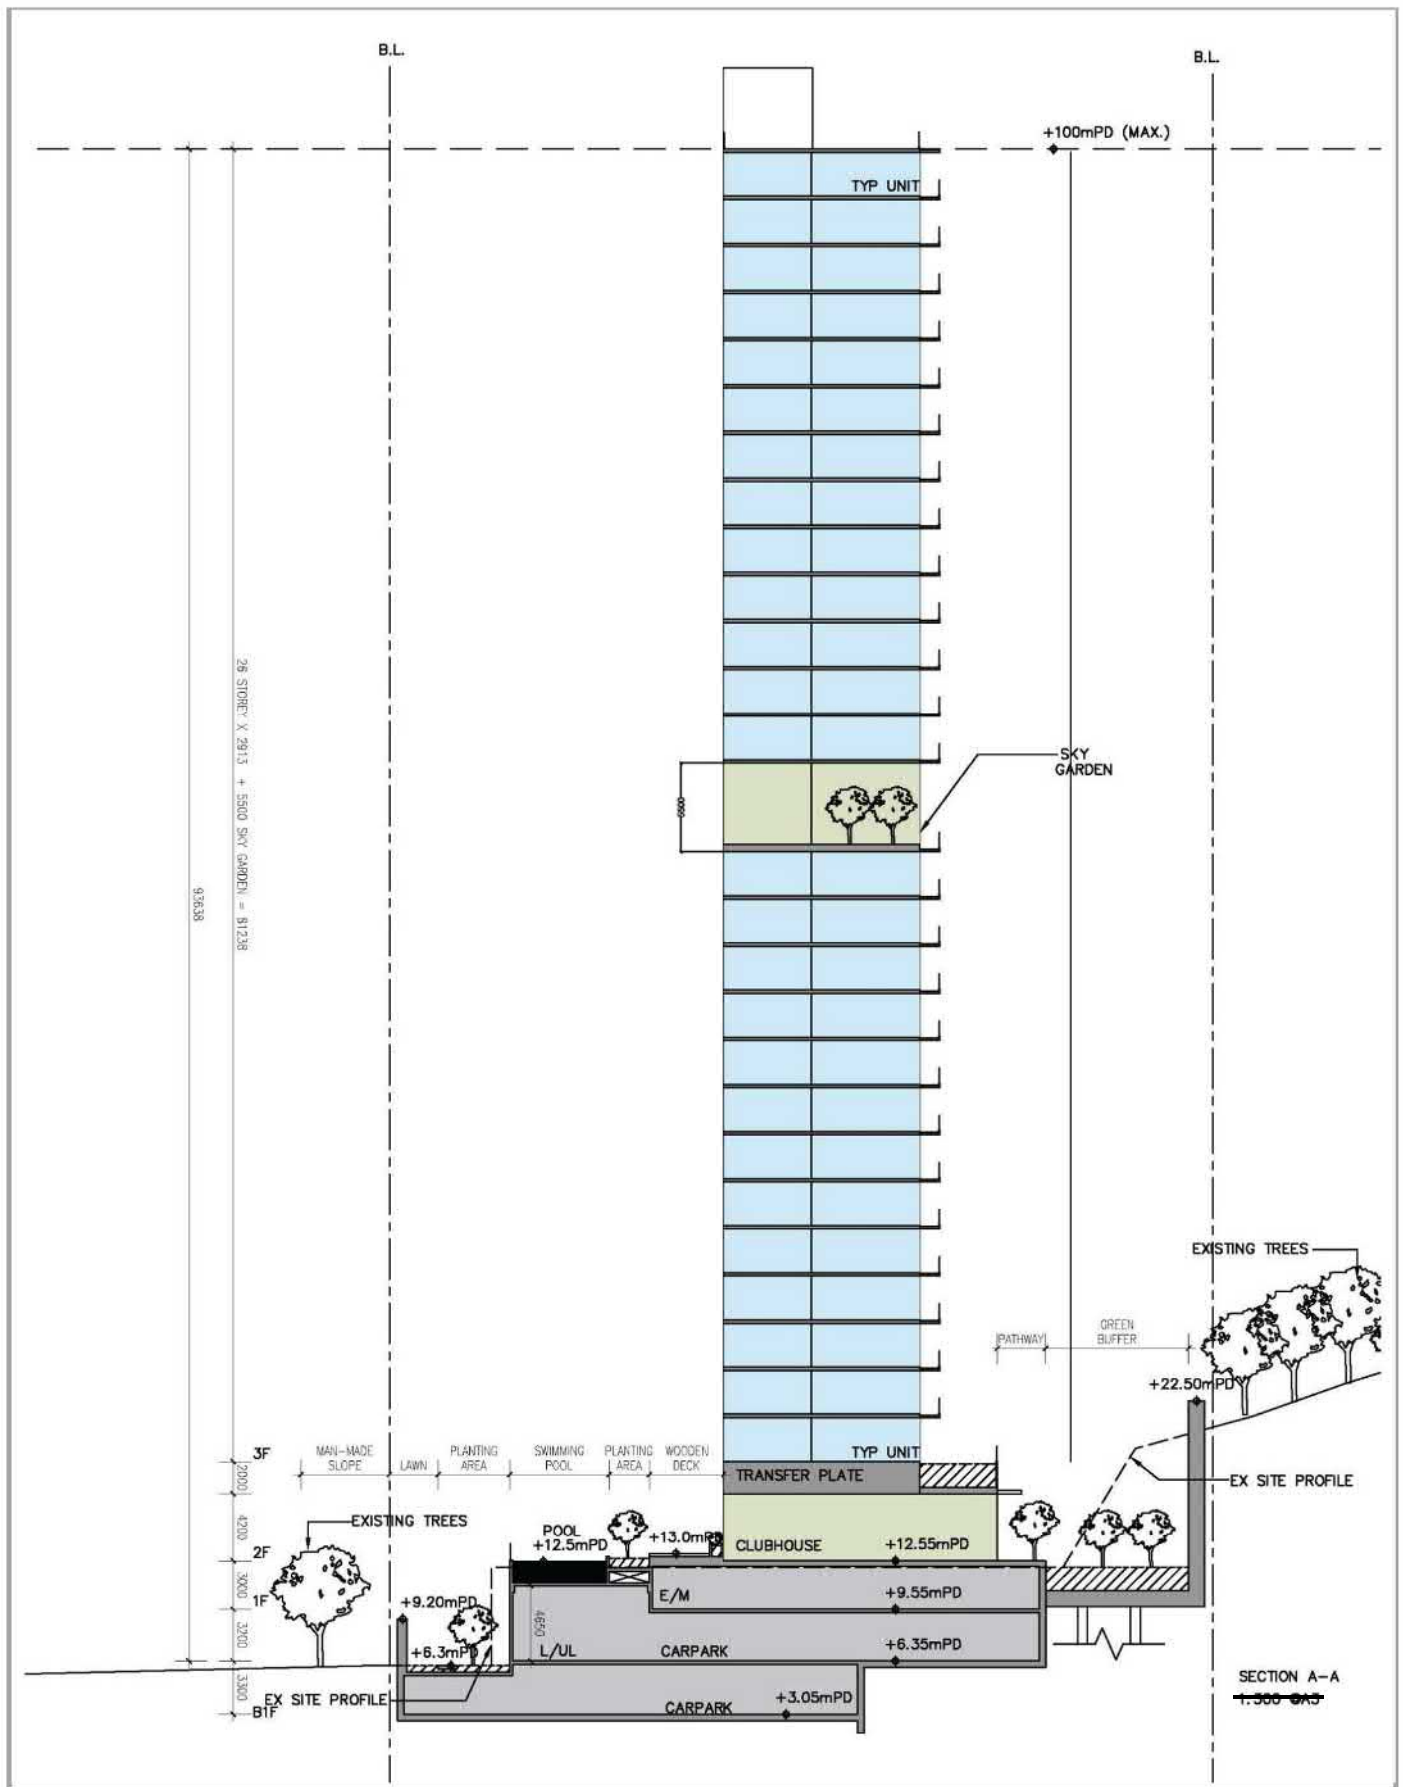 B.L.
B.L.
+100mPD (MAX.)
TYP UNIT
26 STOREY X 2913 + 5500 SKY GARDEN = 81238
93638
SKY
GARDEN
EXISTING TREES
PATHWAY
GREEN
BUFFER
+22.50mPD
3F
MAN-MADE
SLOPE
LAWN
PLANTING
AREA
SWIMMING
POOL
PLANTING
AREA
WOODEN
DECK
TYP UNIT
2000
TRANSFER PLATE
EX SITE PROFILE
4200
EXISTING TREES
POOL
+12.5mPD
+13.0mPD
CLUBHOUSE
+12.55mPD
2F
3000
E/M
+9.55mPD
1F
+9.20mPD
4650
3200
+6.3mPD
L/UL
CARPARK
+6.35mPD
3300
EX SITE PROFILE
B1F
CARPARK
+3.05mPD
SECTION A-A